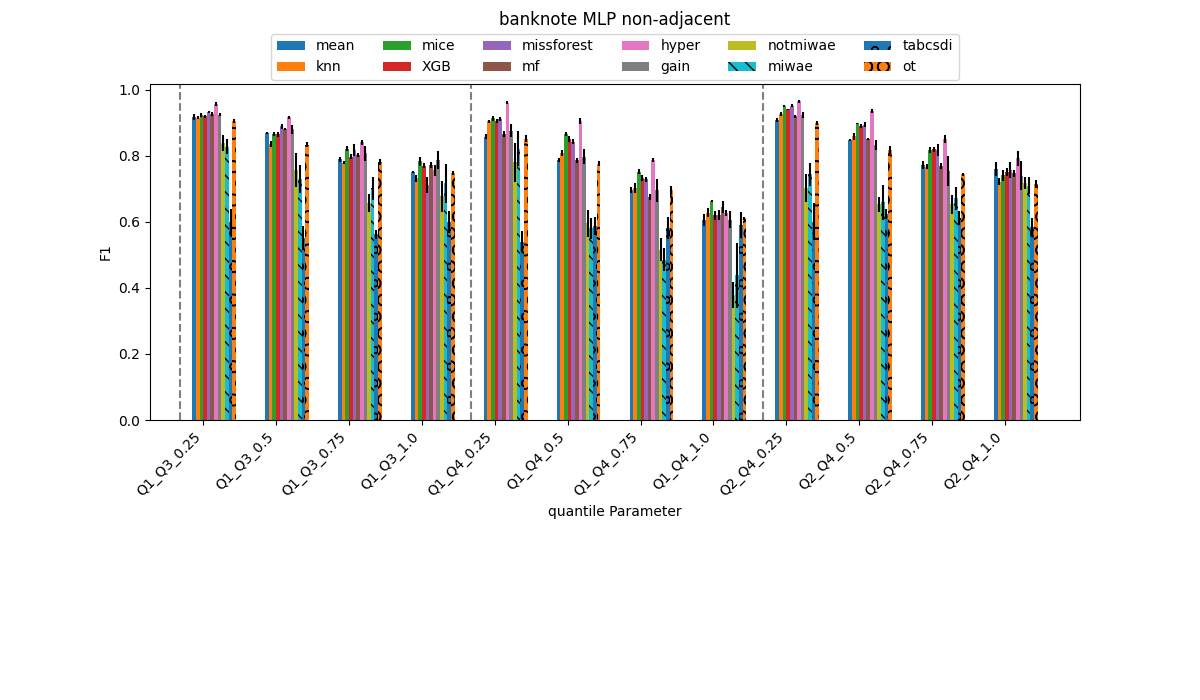 banknote MLP non-adjacent
mean mice missforest hyper notmiwae tabcsdi
knn XGB mf gain miwae ot
1.0
0.8
0.6
0.4
0.2
0.0
F1
Q1_Q3_0.25 Q1_Q3_0.5 Q1_Q3_0.75 Q1_Q3_1.0 Q1_Q4_0.25 Q1_Q4_0.5 Q1_Q4_0.75 Q1_Q4_1.0 Q2_Q4_0.25 Q2_Q4_0.5 Q2_Q4_0.75 Q2_Q4_1.0
quantile Parameter